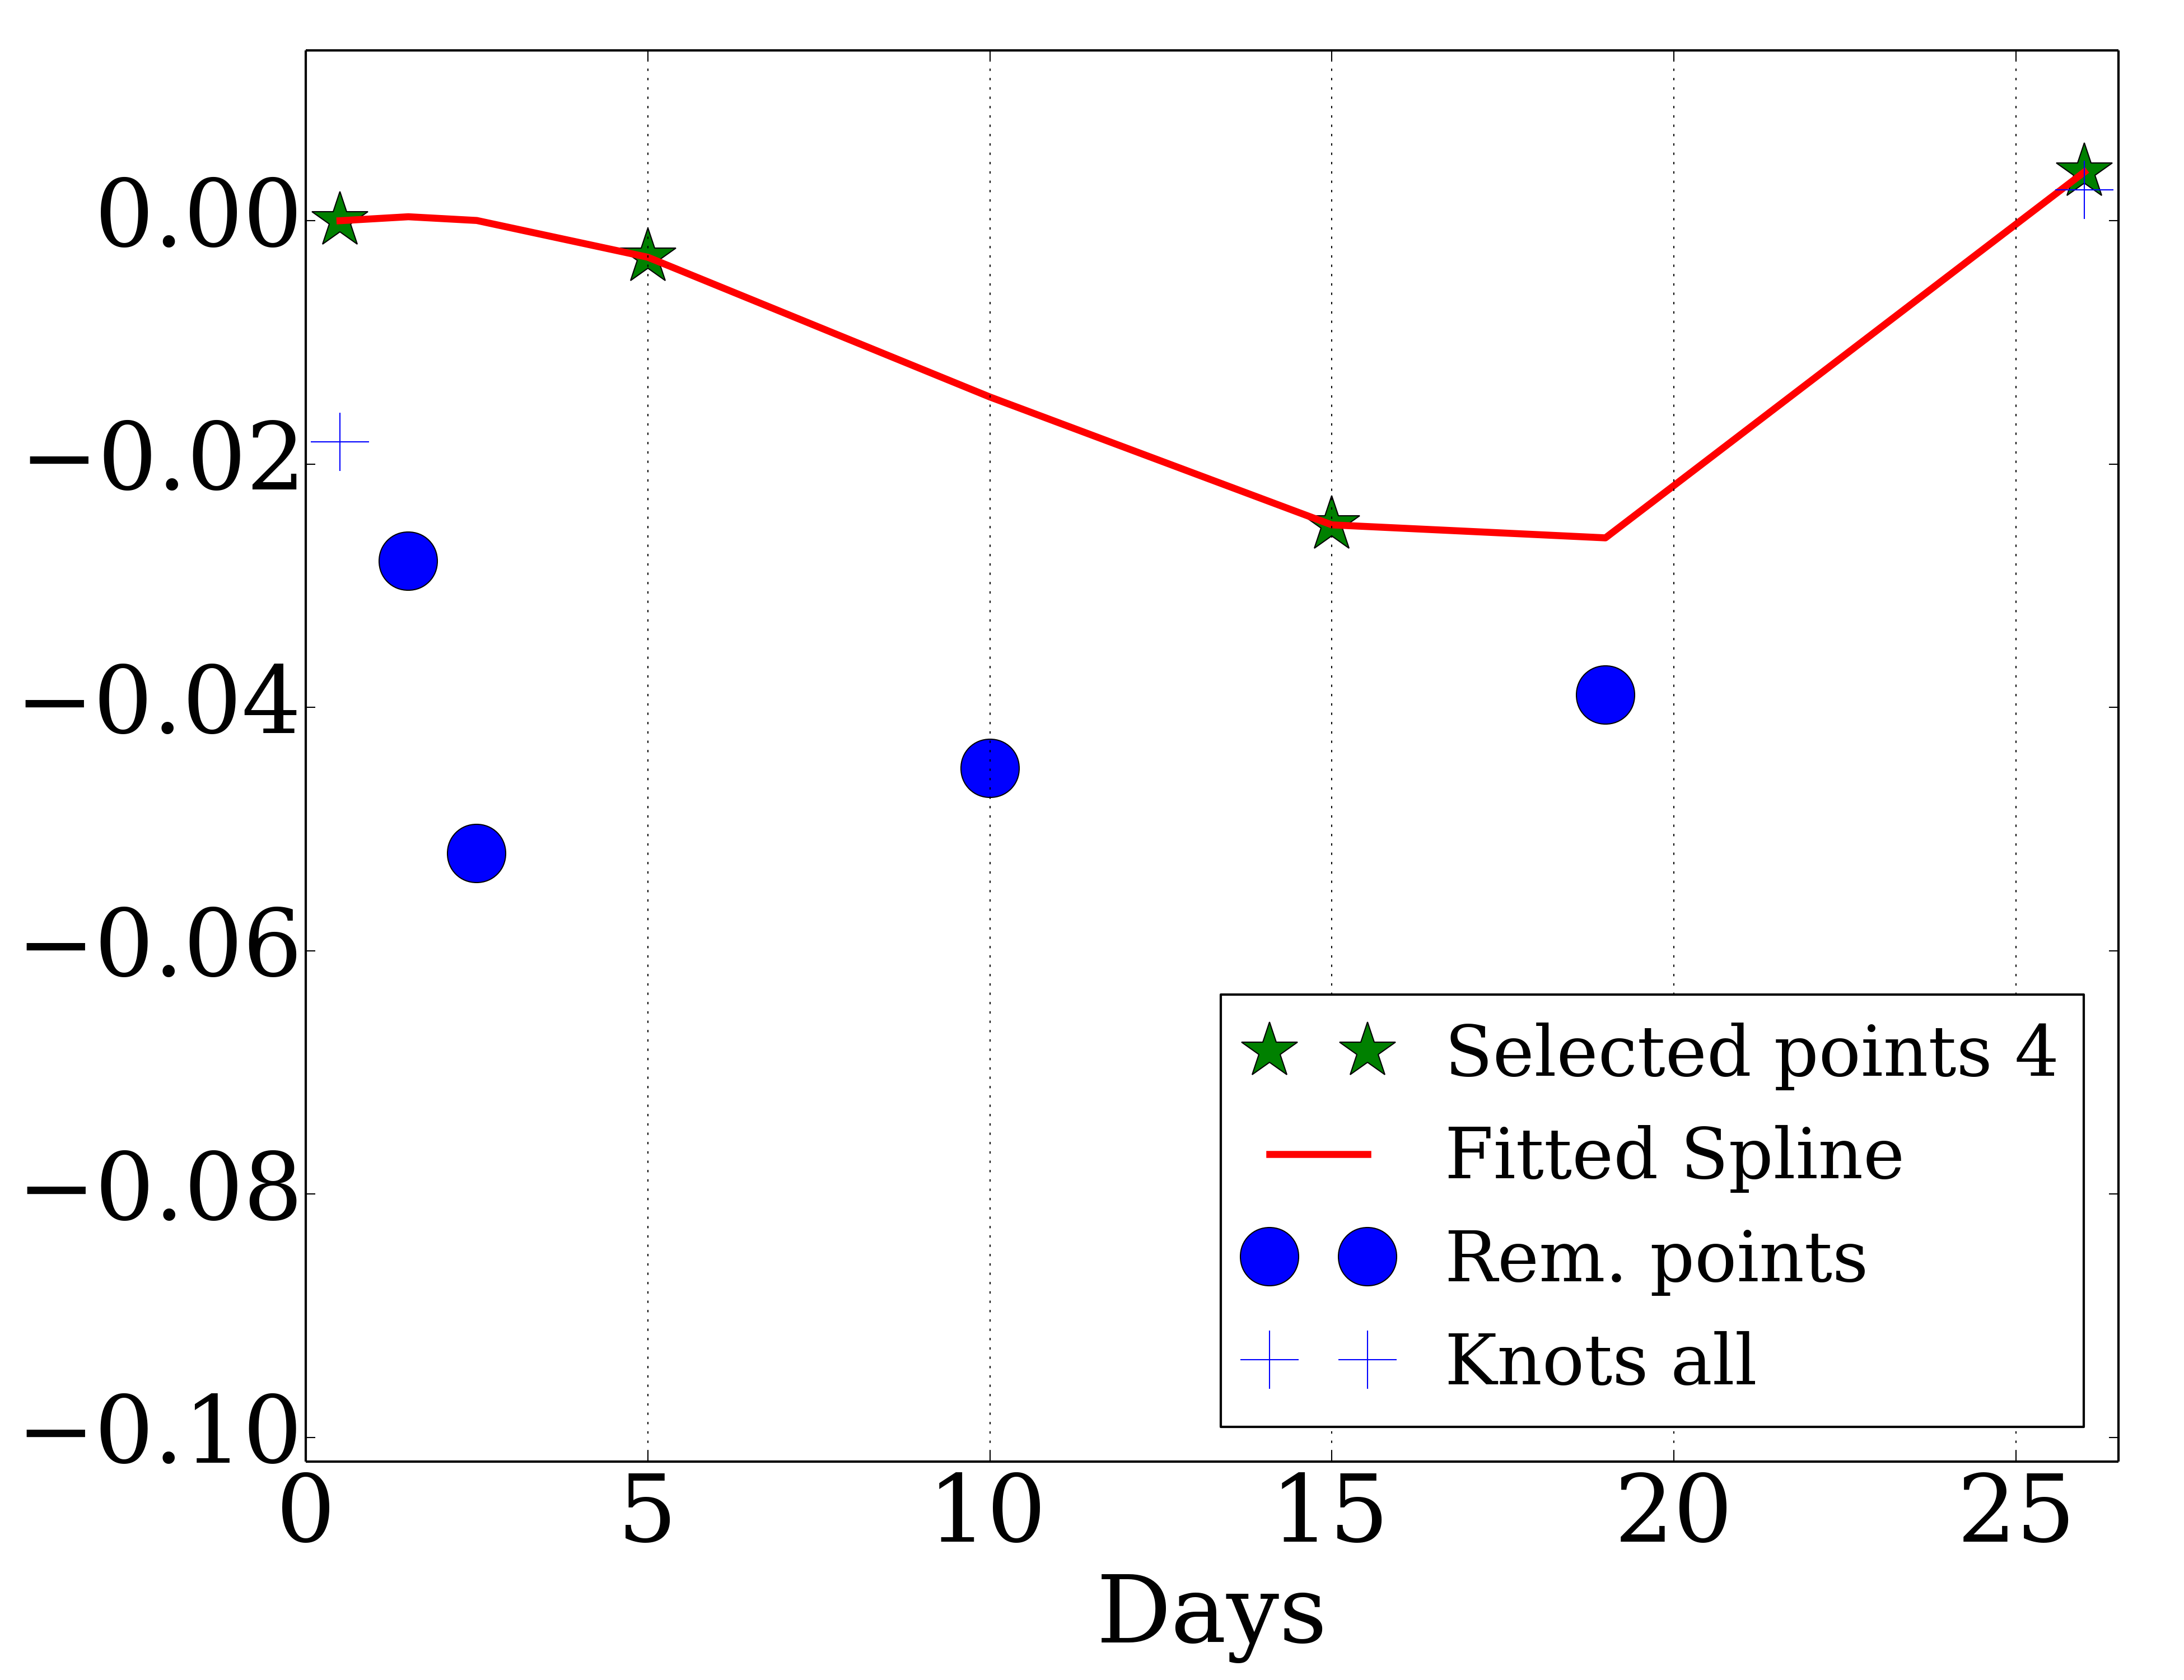 0.00
−0.02
−0.04
−0.06
−0.08
−0.10
0 5 10 15 20 25
Days
Selected points 4
Fitted Spline
Rem. points
Knots all